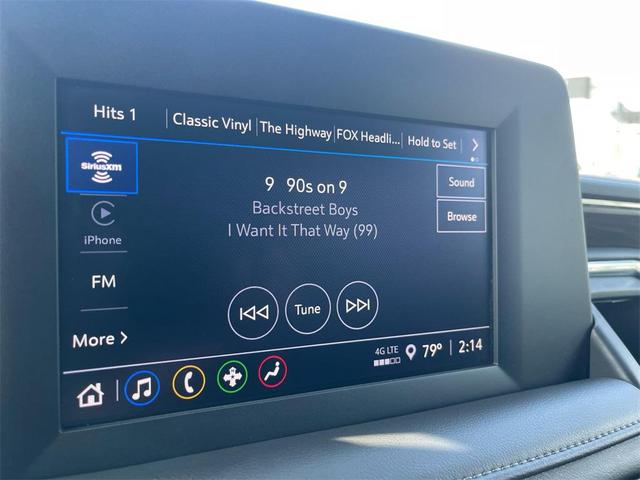 Hits 1
Classic Vinyl
The Highway
FOX Headli...
Hold to Set
SiriusXM
9 90s on 9
Sound
Backstreet Boys
Browse
I Want It That Way (99)
iPhone
FM
Tune
More
4G LTE
79°
2:14